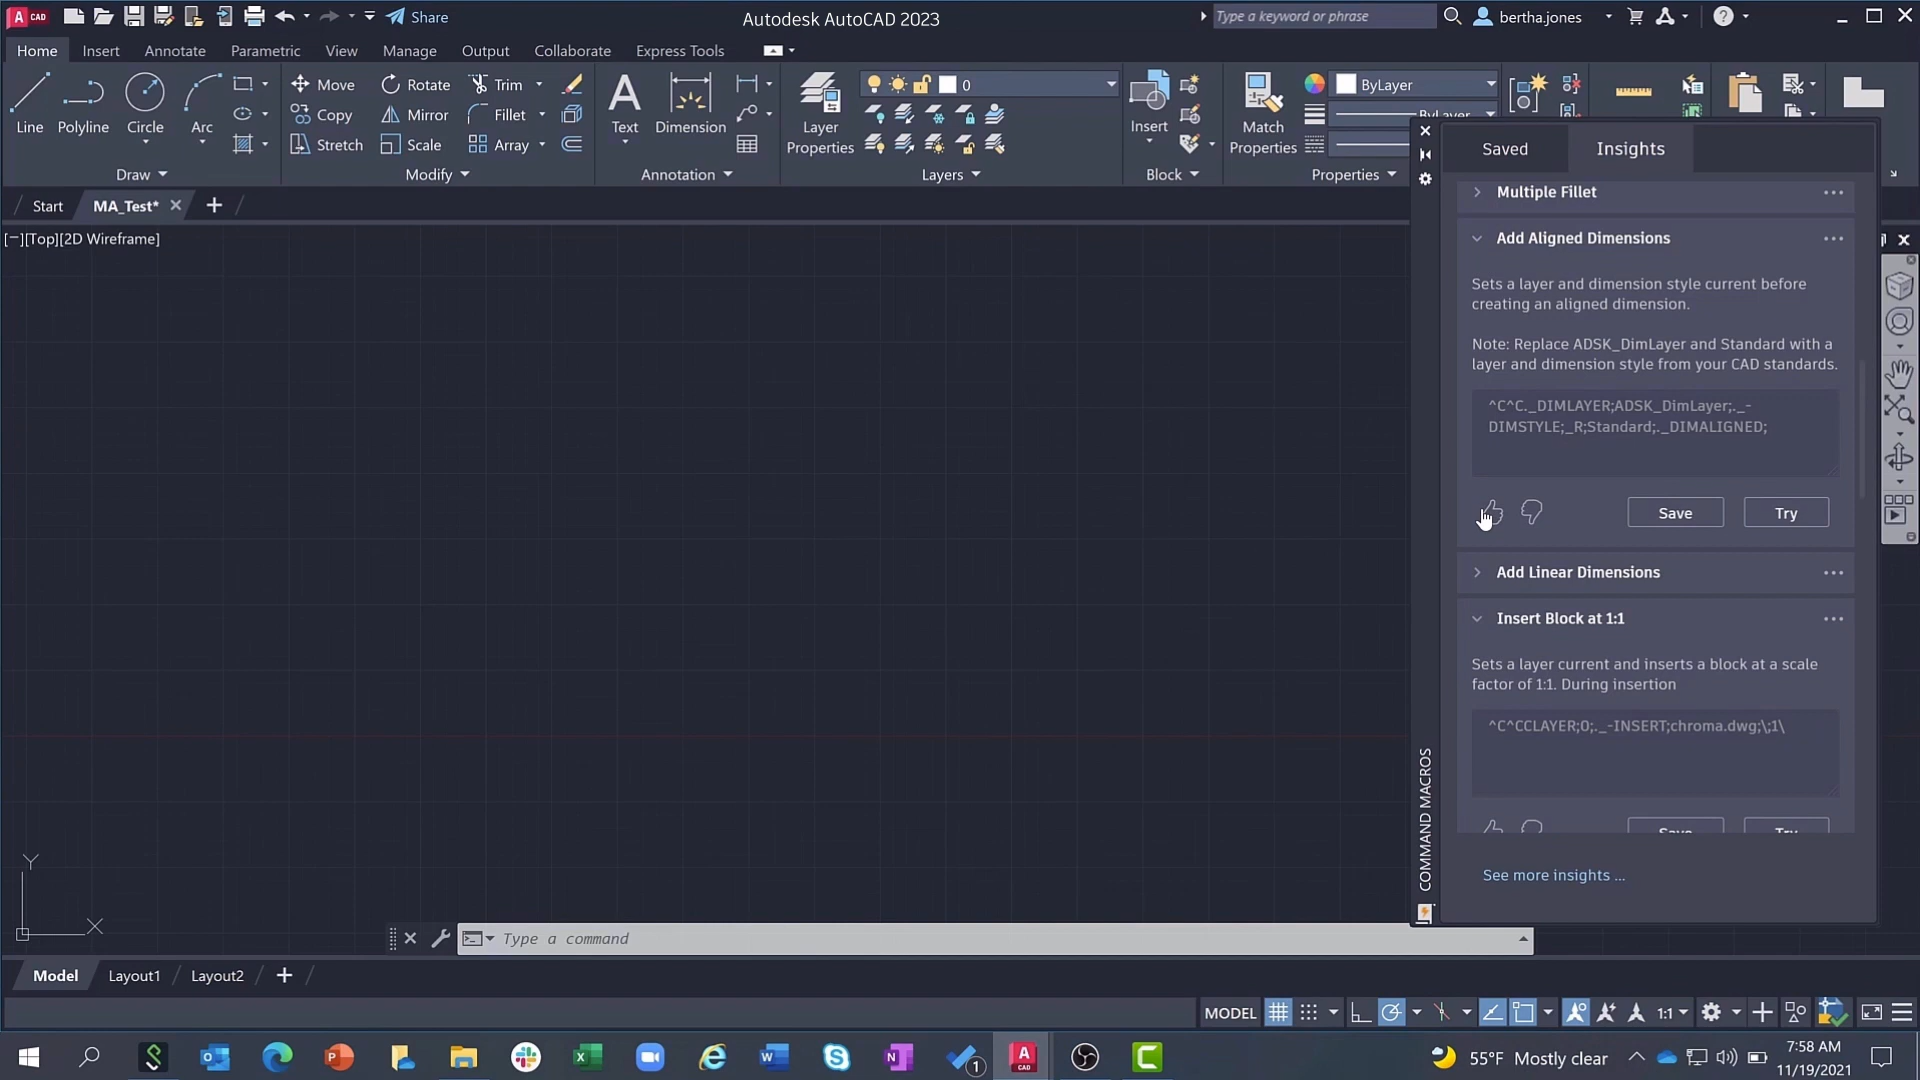 A CAD
Share
Autodesk AutoCAD 2023
Type a keyword or phrase
bertha.jones
Home Insert Annotate Parametric View Manage Output Collaborate Express Tools
Line Polyline Circle Arc
Move Rotate Trim
Copy Mirror Fillet
Stretch Scale Array
Text Dimension
Layer Properties
0
Insert
Match Properties
ByLayer
ByLayer
Draw Modify Annotation Layers Block Properties
Start MA_Test*
[−][Top][2D Wireframe]
Saved Insights
Multiple Fillet
Add Aligned Dimensions
Sets a layer and dimension style current before
creating an aligned dimension.
Note: Replace ADSK_DimLayer and Standard with a
layer and dimension style from your CAD standards.
^C^C._DIMLAYER;ADSK_DimLayer;._-
DIMSTYLE;_R;Standard;._DIMALIGNED;
Save Try
Add Linear Dimensions
Insert Block at 1:1
Sets a layer current and inserts a block at a scale
factor of 1:1. During insertion
^C^CCLAYER;0;._-INSERT;chroma.dwg;\;1\
Save Try
See more insights ...
COMMAND MACROS
Y
X
Type a command
Model Layout1 Layout2
MODEL 1:1
1
A CAD
55°F Mostly clear
7:58 AM
11/19/2021